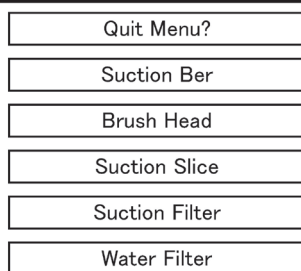 Quit Menu?
Suction Ber
Brush Head
Suction Slice
Suction Filter
Water Filter